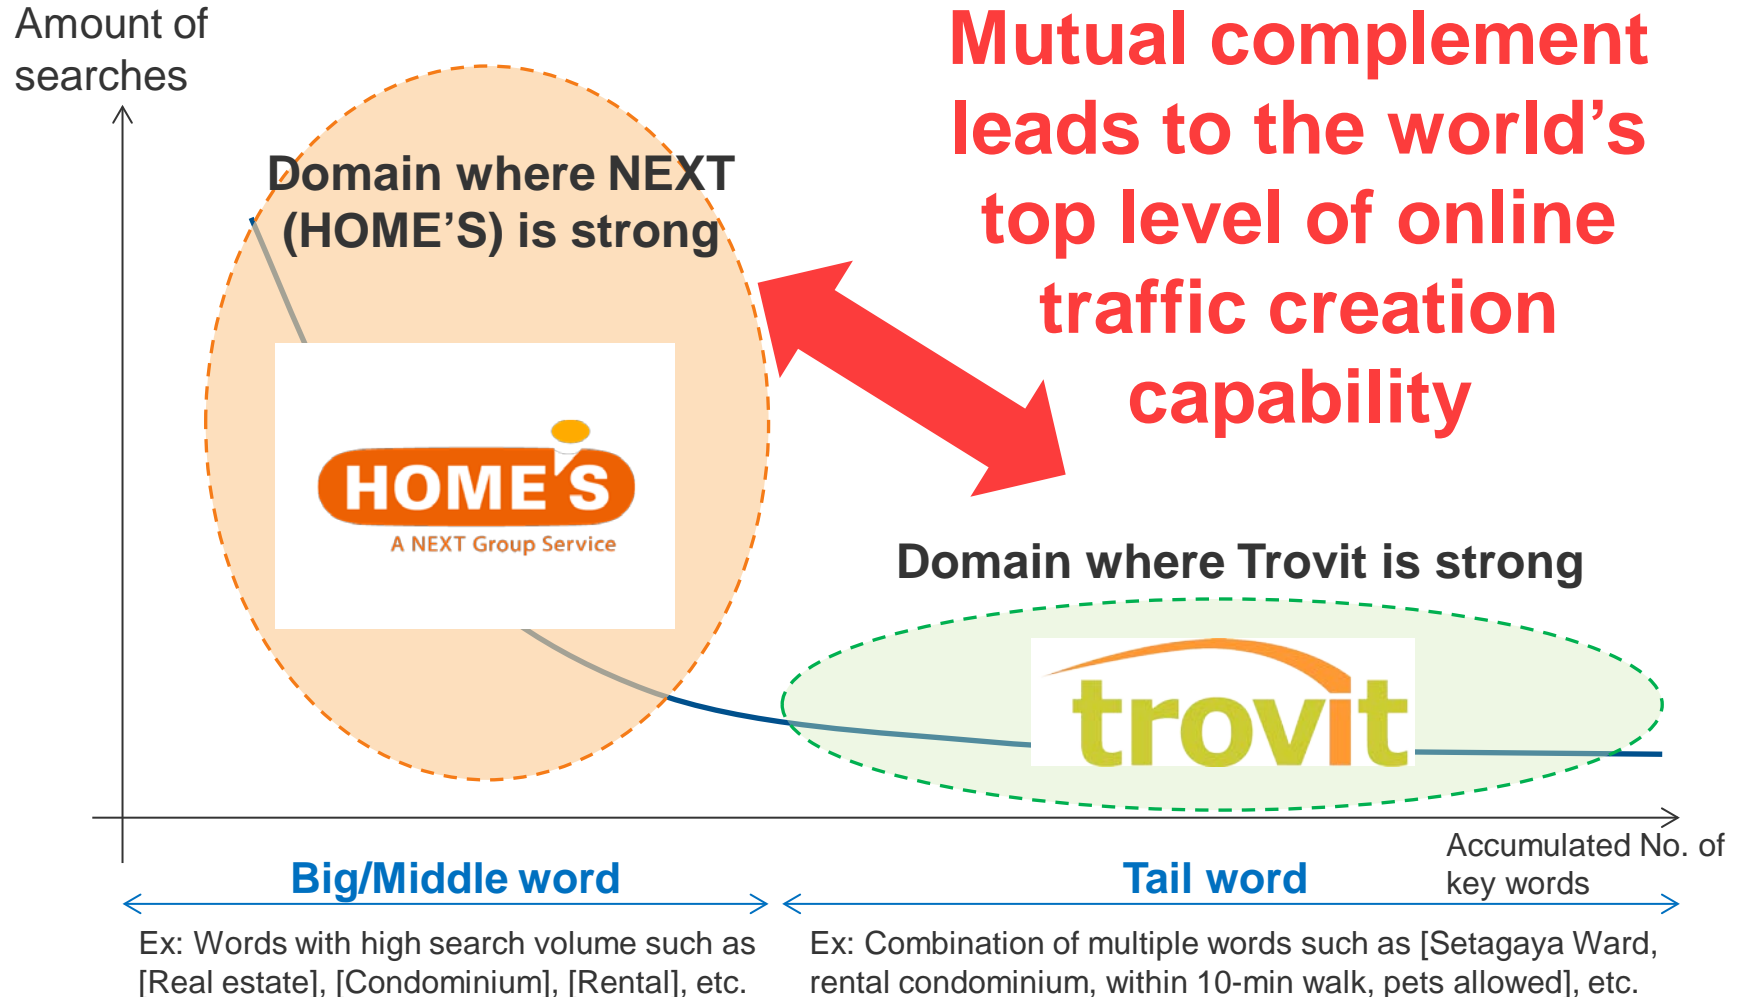 Amount of
searches
Mutual complement
leads to the world’s
top level of online
traffic creation
capability
Domain where NEXT
(HOME’S) is strong
HOME'S
A NEXT Group Service
Domain where Trovit is strong
trovit
Accumulated No. of
key words
Big/Middle word
Tail word
Ex: Words with high search volume such as
[Real estate], [Condominium], [Rental], etc.
Ex: Combination of multiple words such as [Setagaya Ward,
rental condominium, within 10-min walk, pets allowed], etc.